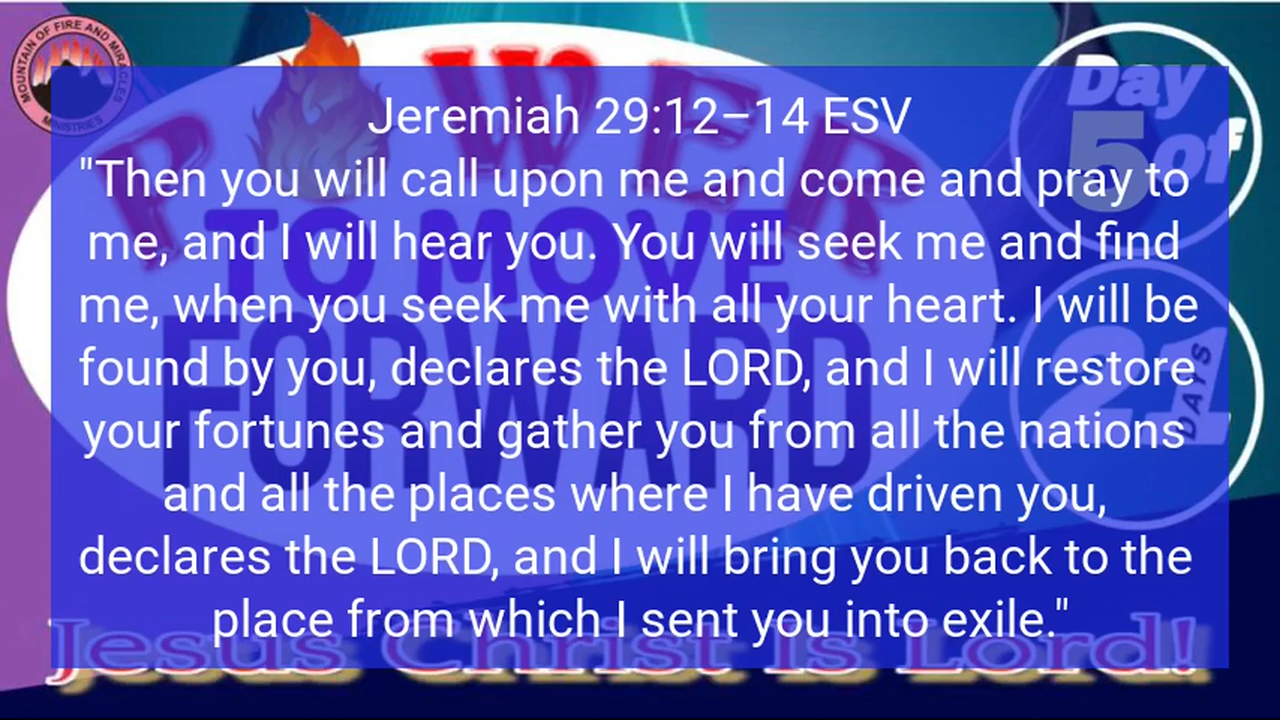 MOUNTAIN OF FIRE AND MIRACLES
MINISTRIES
POWER
TO MOVE
FORWARD
Day
5 of
21
DAYS
Jeremiah 29:12–14 ESV
"Then you will call upon me and come and pray to
me, and I will hear you. You will seek me and find
me, when you seek me with all your heart. I will be
found by you, declares the LORD, and I will restore
your fortunes and gather you from all the nations
and all the places where I have driven you,
declares the LORD, and I will bring you back to the
place from which I sent you into exile."
Jesus Christ Is Lord!